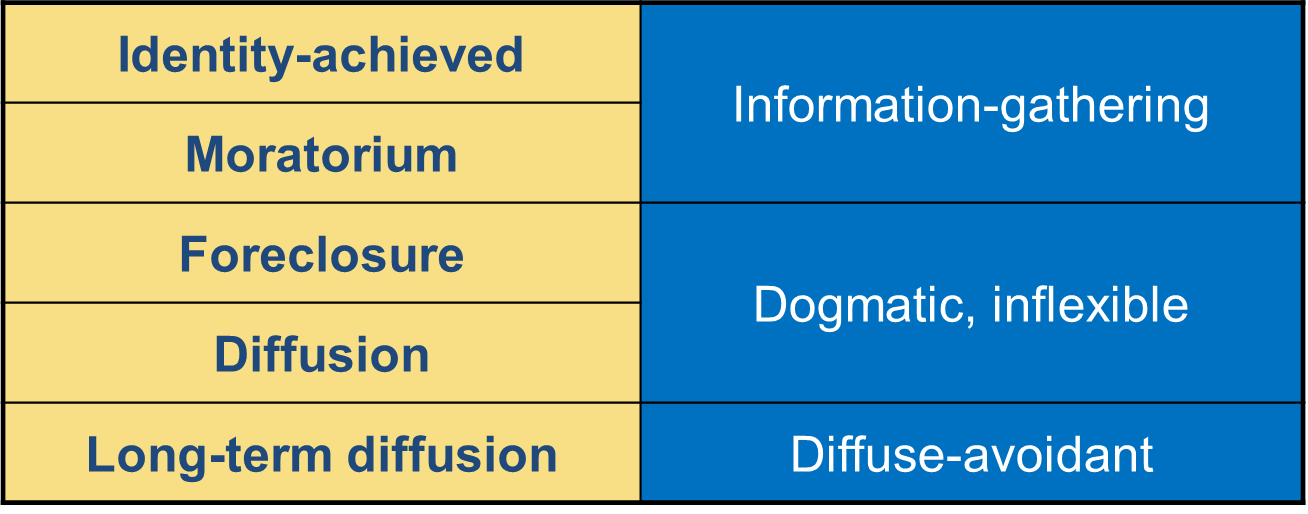 Identity-achieved
Information-gathering
Moratorium
Foreclosure
Dogmatic, inflexible
Diffusion
Long-term diffusion
Diffuse-avoidant